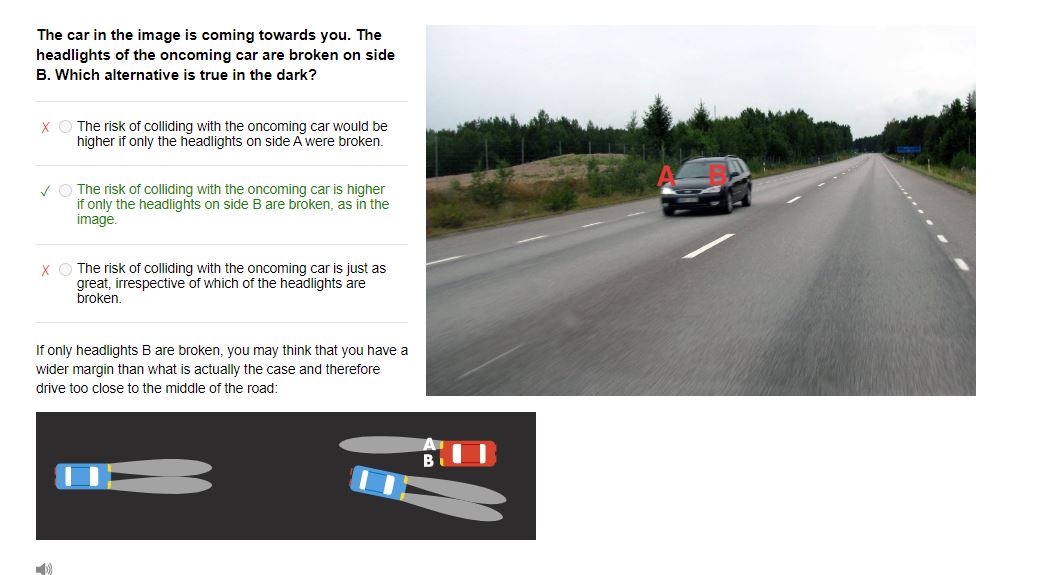 The car in the image is coming towards you. The
headlights of the oncoming car are broken on side
B. Which alternative is true in the dark?
The risk of colliding with the oncoming car would be
higher if only the headlights on side A were broken.
The risk of colliding with the oncoming car is higher
if only the headlights on side B are broken, as in the
image.
The risk of colliding with the oncoming car is just as
great, irrespective of which of the headlights are
broken.
If only headlights B are broken, you may think that you have a
wider margin than what is actually the case and therefore
drive too close to the middle of the road:
A B
A
B